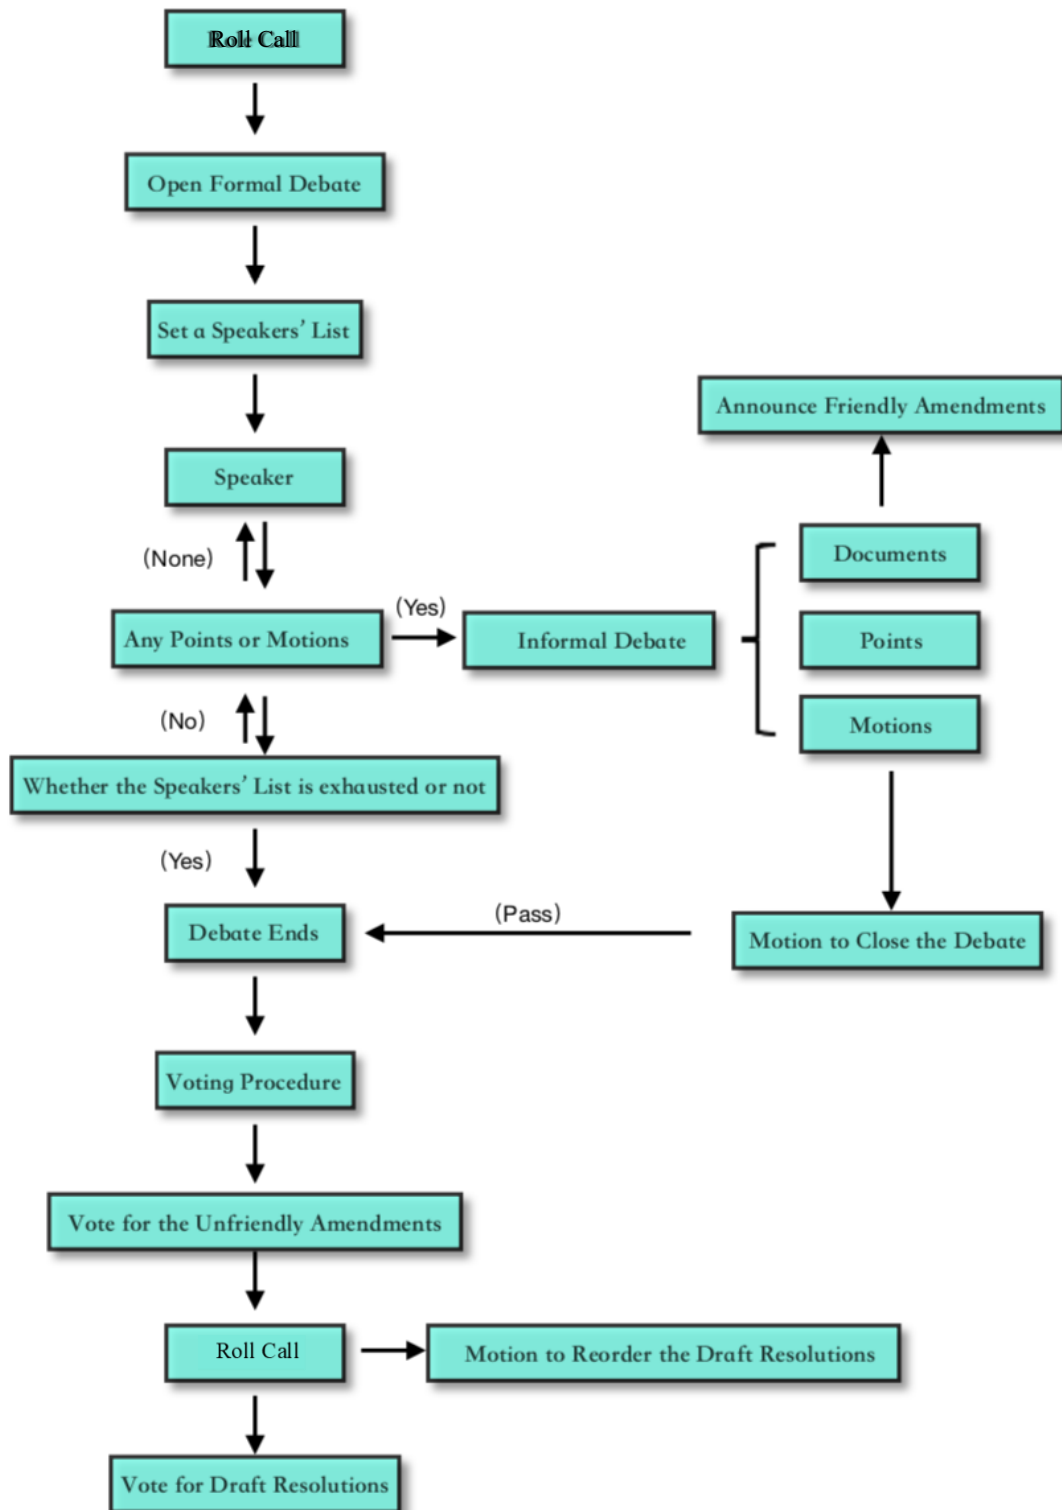 Roll Call
Open Formal Debate
Set a Speakers’ List
Announce Friendly Amendments
Speaker
Documents
(None)
(Yes)
Any Points or Motions
Informal Debate
Points
Motions
(No)
Whether the Speakers’ List is exhausted or not
(Yes)
(Pass)
Debate Ends
Motion to Close the Debate
Voting Procedure
Vote for the Unfriendly Amendments
Roll Call
Motion to Reorder the Draft Resolutions
Vote for Draft Resolutions